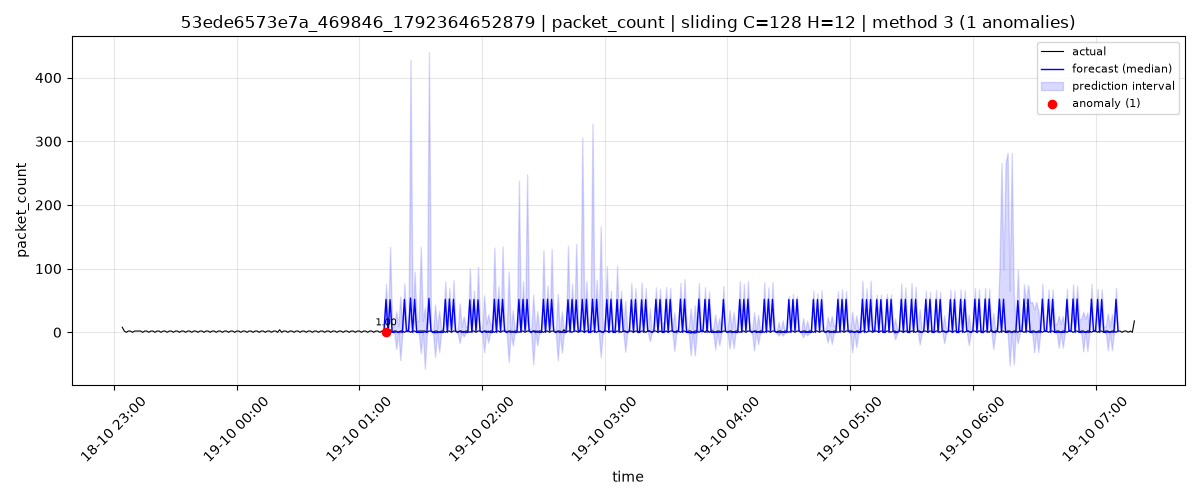 53ede6573e7a_469846_1792364652879 | packet_count | sliding C=128 H=12 | method 3 (1 anomalies)
packet_count
400
300
200
100
0
1.00
actual
forecast (median)
prediction interval
anomaly (1)
18-10 23:00
19-10 00:00
19-10 01:00
19-10 02:00
19-10 03:00
19-10 04:00
19-10 05:00
19-10 06:00
19-10 07:00
time